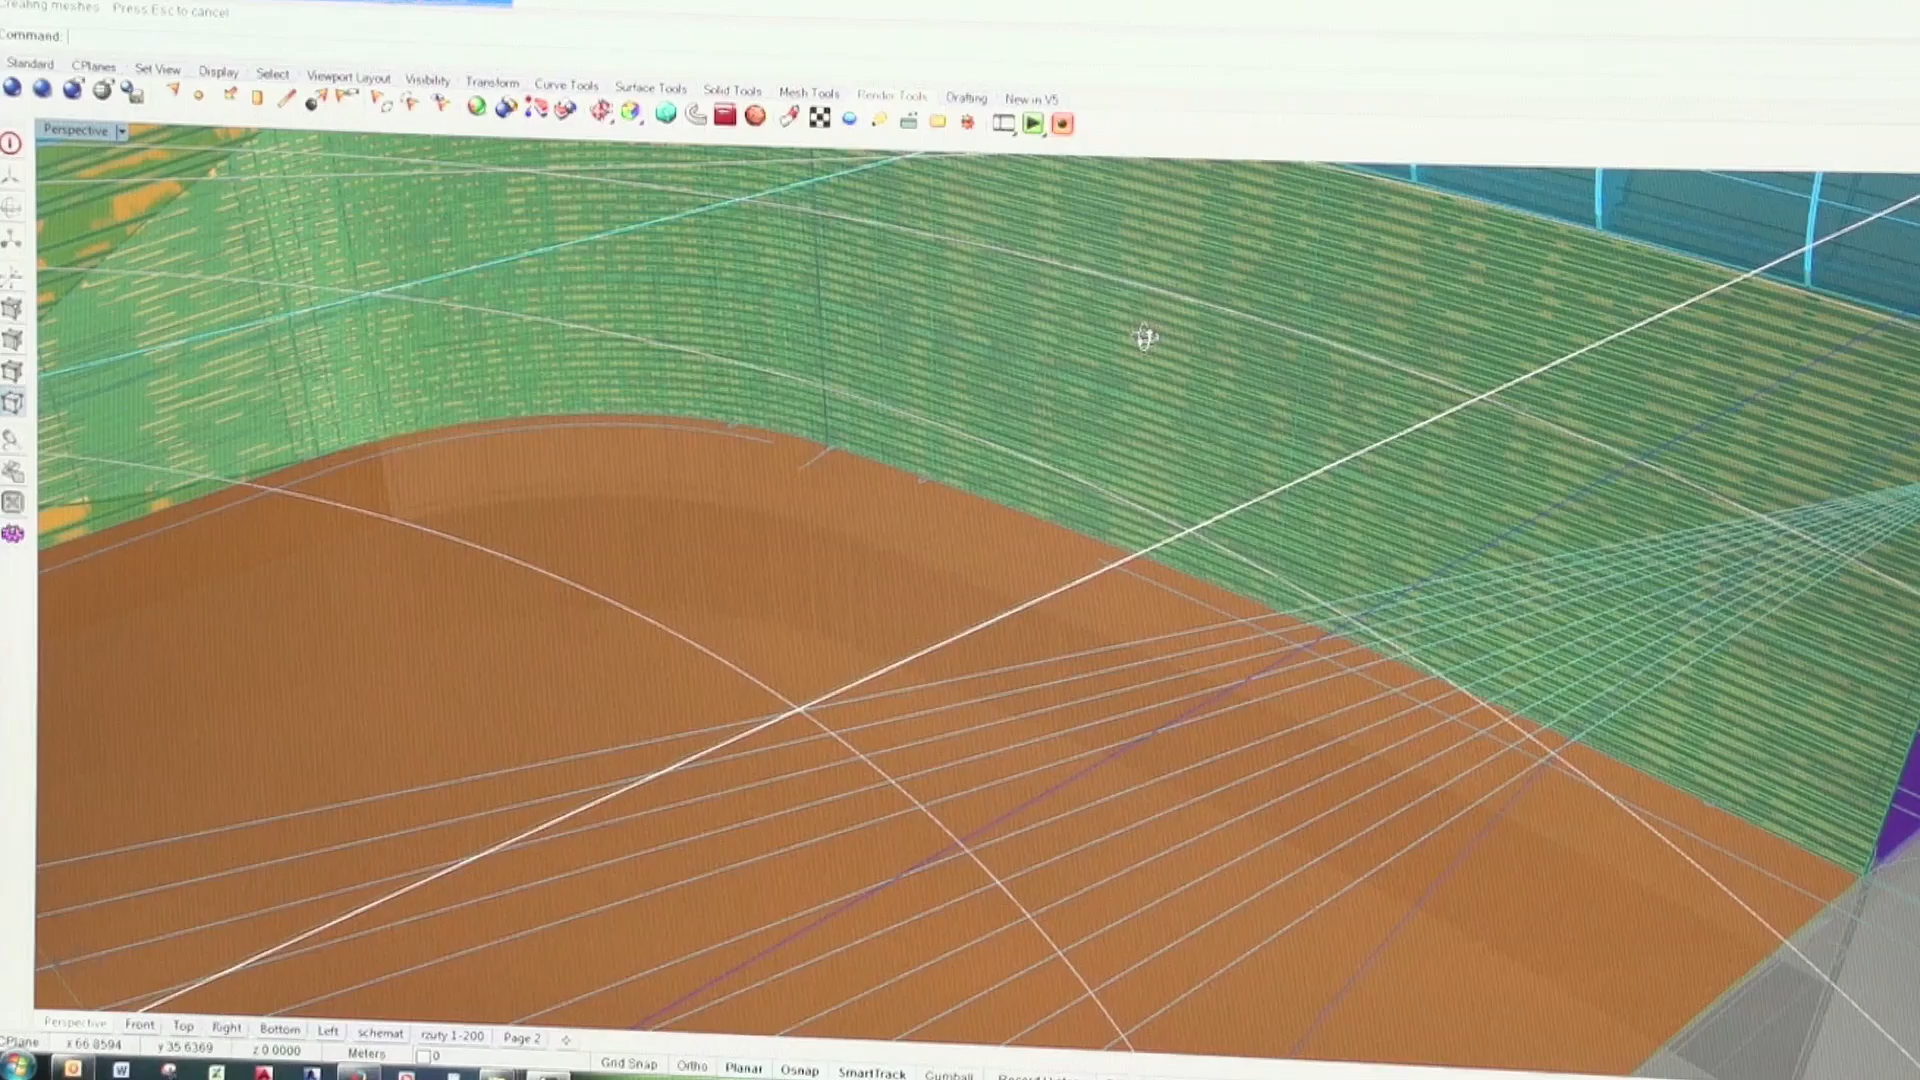 Creating meshes  Press Esc to cancel
Command:
Standard CPlanes Set View Display Select Viewport Layout Visibility Transform Curve Tools Surface Tools Solid Tools Mesh Tools Render Tools Drafting New in V5
Perspective
Perspective Front Top Right Bottom Left schemat rzuty 1-200 Page 2
CPlane x 66.8594 y 35.6369 z 0.0000 Meters 0 Grid Snap Ortho Planar Osnap SmartTrack Gumball